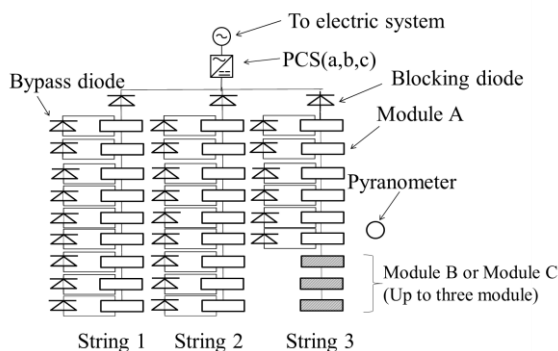 To electric system
PCS(a,b,c)
Bypass diode
Blocking diode
Module A
Pyranometer
Module B or Module C
(Up to three module)
String 1 String 2 String 3